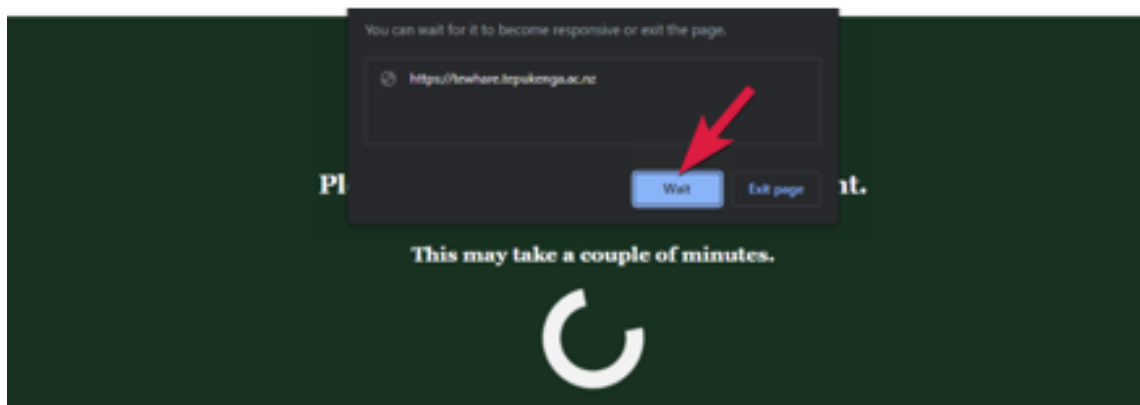 You can wait for it to become responsive or exit the page.
https://tewhare.tepukenga.ac.nz
Wait Exit page
Pl nt.
This may take a couple of minutes.